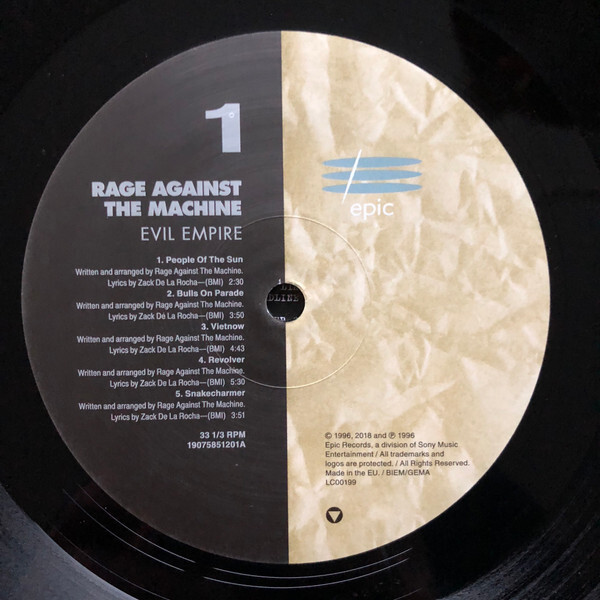 1
RAGE AGAINST
THE MACHINE
EVIL EMPIRE
1. People Of The Sun
Written and arranged by Rage Against The Machine.
Lyrics by Zack De La Rocha—(BMI) 2:30
2. Bulls On Parade
Written and arranged by Rage Against The Machine.
Lyrics by Zack De La Rocha—(BMI) 3:50
3. Vietnow
Written and arranged by Rage Against The Machine.
Lyrics by Zack De La Rocha—(BMI) 4:43
4. Revolver
Written and arranged by Rage Against The Machine.
Lyrics by Zack De La Rocha—(BMI) 5:30
5. Snakecharmer
Written and arranged by Rage Against The Machine.
Lyrics by Zack De La Rocha—(BMI) 3:51
33 1/3 RPM
19075851201A
epic
DLINE
© 1996, 2018 and ℗ 1996
Epic Records, a division of Sony Music
Entertainment / All trademarks and
logos are protected. / All Rights Reserved.
Made in the EU. / BIEM/GEMA
LC00199